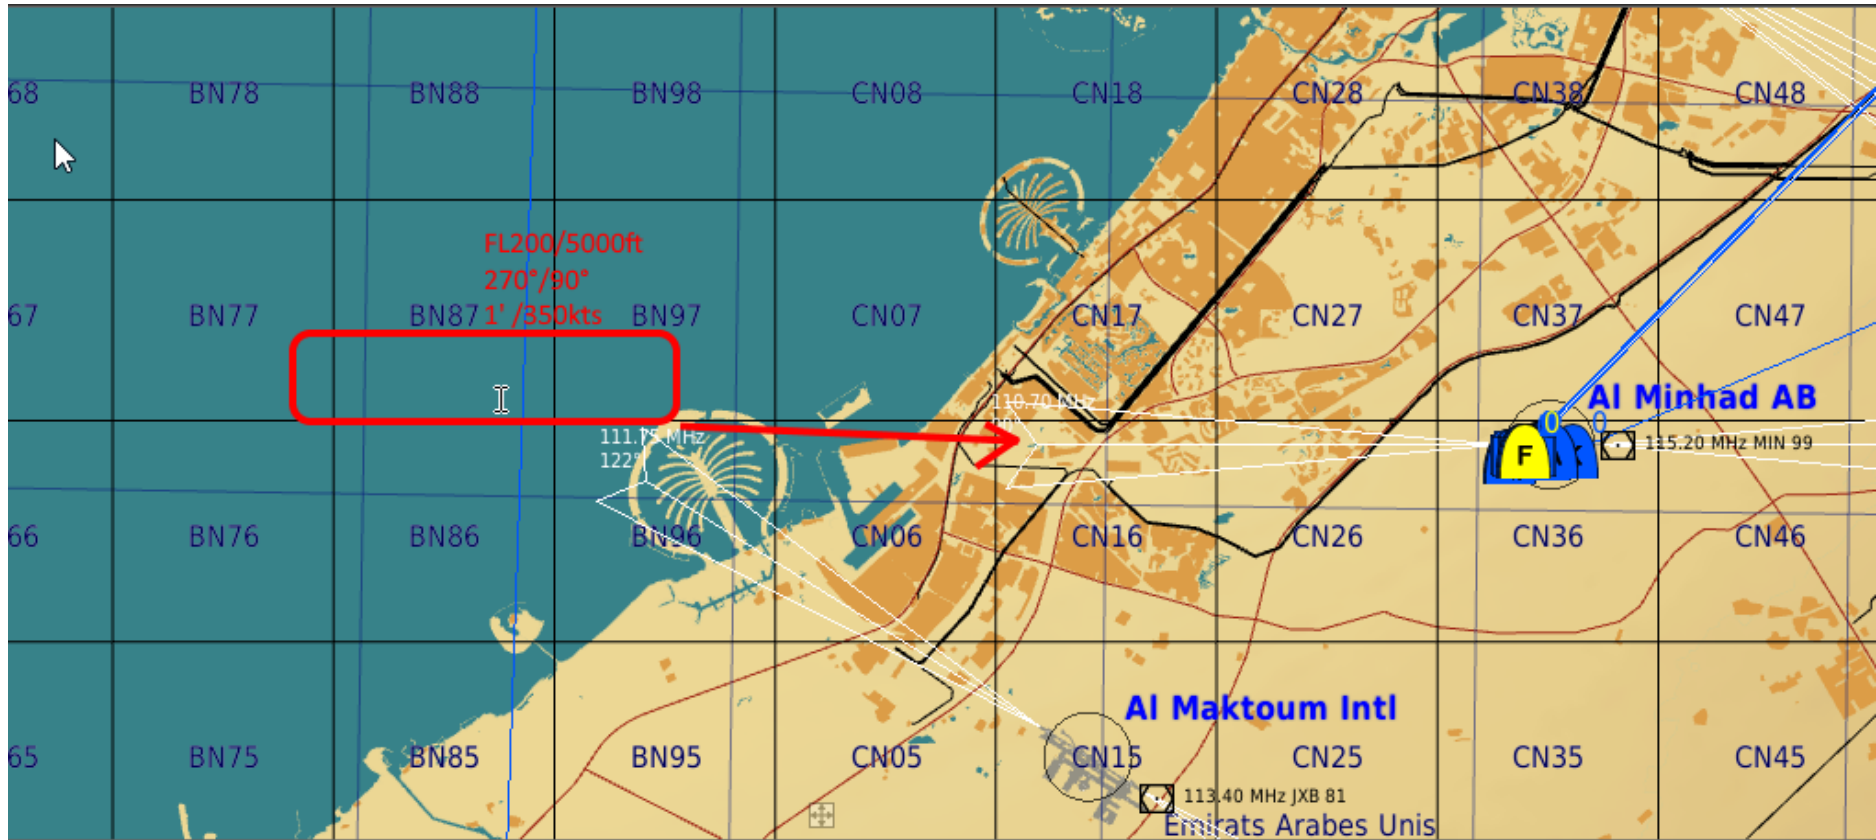 68 BN78 BN88 BN98 CN08 CN18 CN28 CN38 CN48
FL200/5000ft
270°/90°
1' /350kts
67 BN77 BN87 BN97 CN07 CN17 CN27 CN37 CN47
Al Minhad AB
110.70 MHz
111.75 MHz
122°
F
0 0
115.20 MHz MIN 99
66 BN76 BN86 BN96 CN06 CN16 CN26 CN36 CN46
Al Maktoum Intl
65 BN75 BN85 BN95 CN05 CN15 CN25 CN35 CN45
113.40 MHz JXB 81
Emirats Arabes Unis